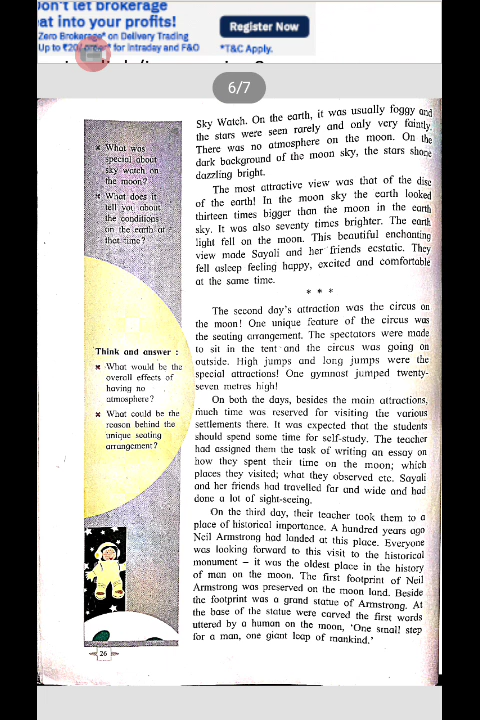 Don't let brokerage
eat into your profits!
Zero Brokerage* on Delivery Trading
Up to ₹20/ order* for Intraday and F&O
Register Now
*T&C Apply.
6/7
Sky Watch. On the earth, it was usually foggy and
the stars were seen rarely and only very faintly.
There was no atmosphere on the moon. On the
dark background of the moon sky, the stars shone
dazzling bright.
The most attractive view was that of the disc
of the earth! In the moon sky the earth looked
thirteen times bigger than the moon in the earth
sky. It was also seventy times brighter. The earth
light fell on the moon. This beautiful enchanting
view made Sayali and her friends ecstatic. They
fell asleep feeling happy, excited and comfortable
at the same time.
* * *
The second day's attraction was the circus on
the moon! One unique feature of the circus was
the seating arrangement. The spectators were made
to sit in the tent and the circus was going on
outside. High jumps and long jumps were the
special attractions! One gymnast jumped twenty-
seven metres high!
On both the days, besides the main attractions,
much time was reserved for visiting the various
settlements there. It was expected that the students
should spend some time for self-study. The teacher
had assigned them the task of writing an essay on
how they spent their time on the moon; which
places they visited; what they observed etc. Sayali
and her friends had travelled far and wide and had
done a lot of sight-seeing.
On the third day, their teacher took them to a
place of historical importance. A hundred years ago
Neil Armstrong had landed at this place. Everyone
was looking forward to this visit to the historical
monument – it was the oldest place in the history
of man on the moon. The first footprint of Neil
Armstrong was preserved on the moon land. Beside
the footprint was a grand statue of Armstrong. At
the base of the statue were carved the first words
uttered by a human on the moon, 'One small step
for a man, one giant leap of mankind.'
* What was
special about
sky watch on
the moon?
* What does it
tell you about
the conditions
on the earth at
that time?
Think and answer :
* What would be the
overall effects of
having no
atmosphere?
* What could be the
reason behind the
unique seating
arrangement?
26